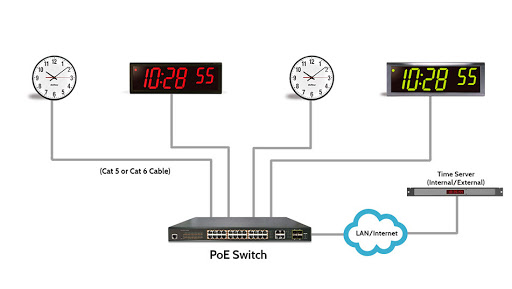 10:28 55
10:28 55
(Cat 5 or Cat 6 Cable)
Time Server
(Internal/External)
LAN/Internet
PoE Switch